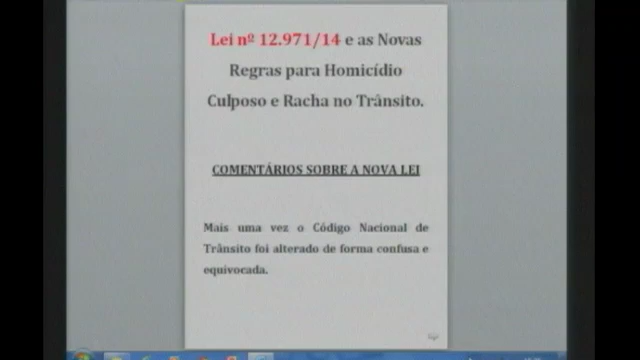 Lei nº 12.971/14 e as Novas
Regras para Homicídio
Culposo e Racha no Trânsito.
COMENTÁRIOS SOBRE A NOVA LEI
Mais uma vez o Código Nacional de
Trânsito foi alterado de forma confusa e
equivocada.